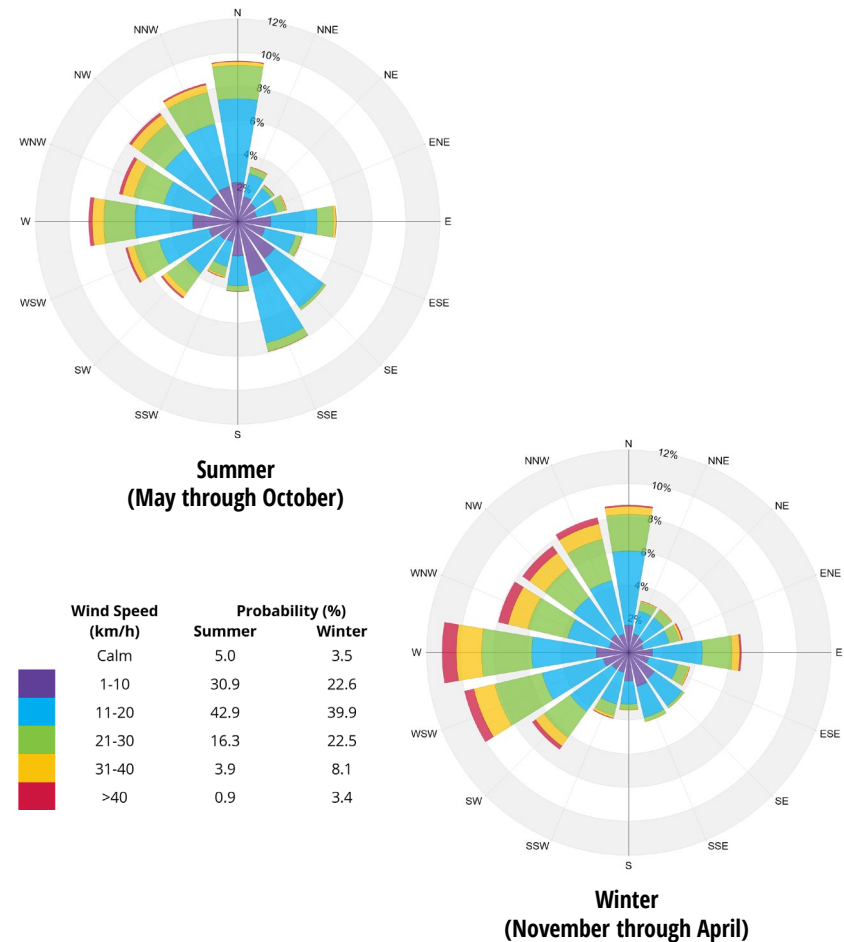 N
12%
NNW
NNE
10%
NW
NE
8%
6%
WNW
ENE
4%
2%
W
E
WSW
ESE
SW
SE
SSW
SSE
S
Summer
(May through October)
N
12%
NNW
NNE
10%
NW
NE
8%
6%
WNW
ENE
4%
2%
W
E
WSW
ESE
SW
SE
SSW
SSE
S
Winter
(November through April)
Wind Speed Probability (%)
(km/h) Summer Winter
Calm 5.0 3.5
1-10 30.9 22.6
11-20 42.9 39.9
21-30 16.3 22.5
31-40 3.9 8.1
>40 0.9 3.4